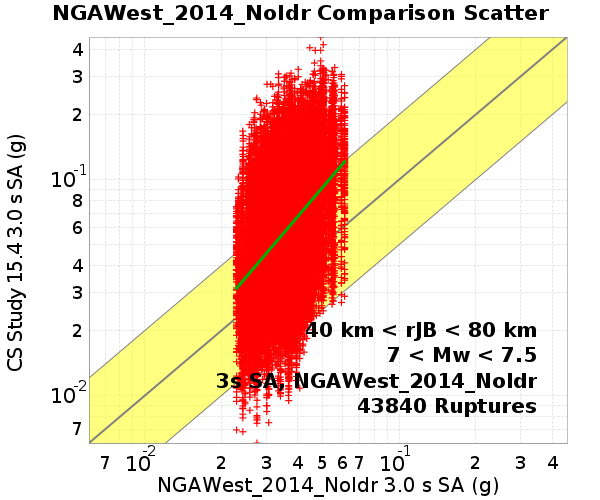 NGAWest_2014_NoIdr Comparison Scatter
CS Study 15.4 3.0 s SA (g)
4
3
2
10-1
8
6
4
3
2
10-2
7
40 km < rJB < 80 km
7 < Mw < 7.5
3s SA, NGAWest_2014_NoIdr
43840 Ruptures
7 10-2 2 3 4 5 6 7 10-1 2 3 4
NGAWest_2014_NoIdr 3.0 s SA (g)